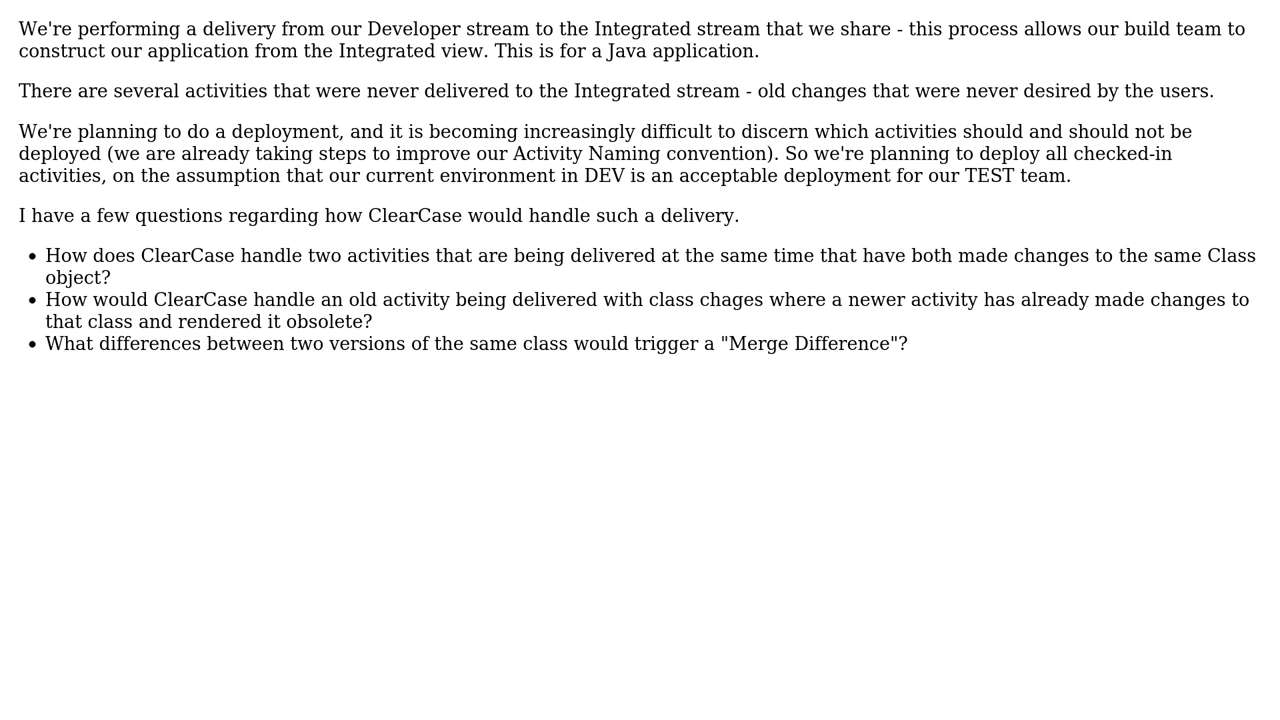 We're performing a delivery from our Developer stream to the Integrated stream that we share - this process allows our build team to
construct our application from the Integrated view. This is for a Java application.
There are several activities that were never delivered to the Integrated stream - old changes that were never desired by the users.
We're planning to do a deployment, and it is becoming increasingly difficult to discern which activities should and should not be
deployed (we are already taking steps to improve our Activity Naming convention). So we're planning to deploy all checked-in
activities, on the assumption that our current environment in DEV is an acceptable deployment for our TEST team.
I have a few questions regarding how ClearCase would handle such a delivery.
• How does ClearCase handle two activities that are being delivered at the same time that have both made changes to the same Class
object?
• How would ClearCase handle an old activity being delivered with class chages where a newer activity has already made changes to
that class and rendered it obsolete?
• What differences between two versions of the same class would trigger a "Merge Difference"?